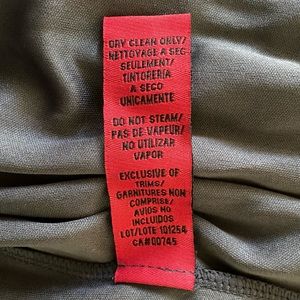 DRY CLEAN ONLY/
NETTOYAGE A SEC
SEULEMENT/
TINTORERIA
A SECO
UNICAMENTE
DO NOT STEAM/
PAS DE VAPEUR/
NO UTILIZAR
VAPOR
EXCLUSIVE OF
TRIMS/
GARNITURES NON
COMPRISE/
AVIOS NO
INCLUIDOS
LOT/LOTE 101254
CA#00745